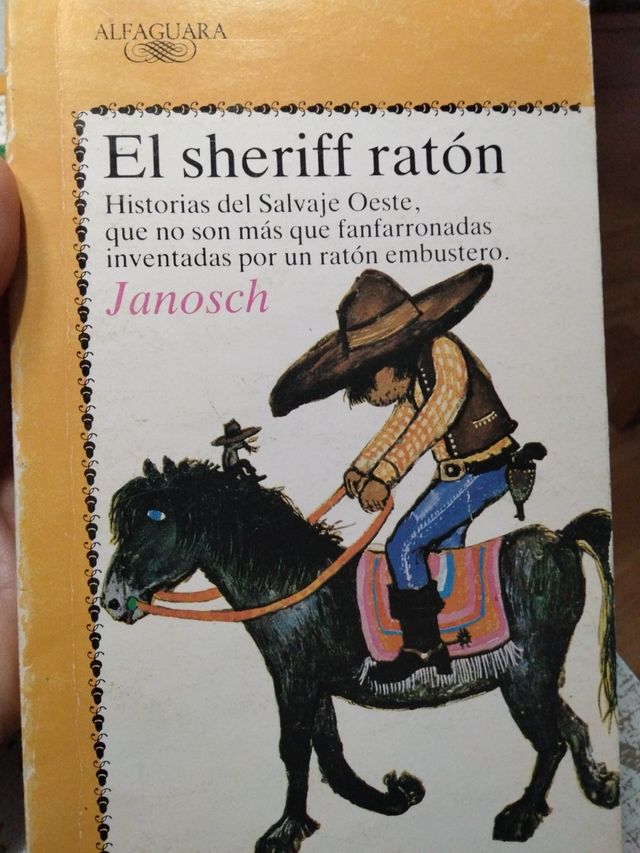 ALFAGUARA
El sheriff ratón
Historias del Salvaje Oeste,
que no son más que fanfarronadas
inventadas por un ratón embustero.
Janosch